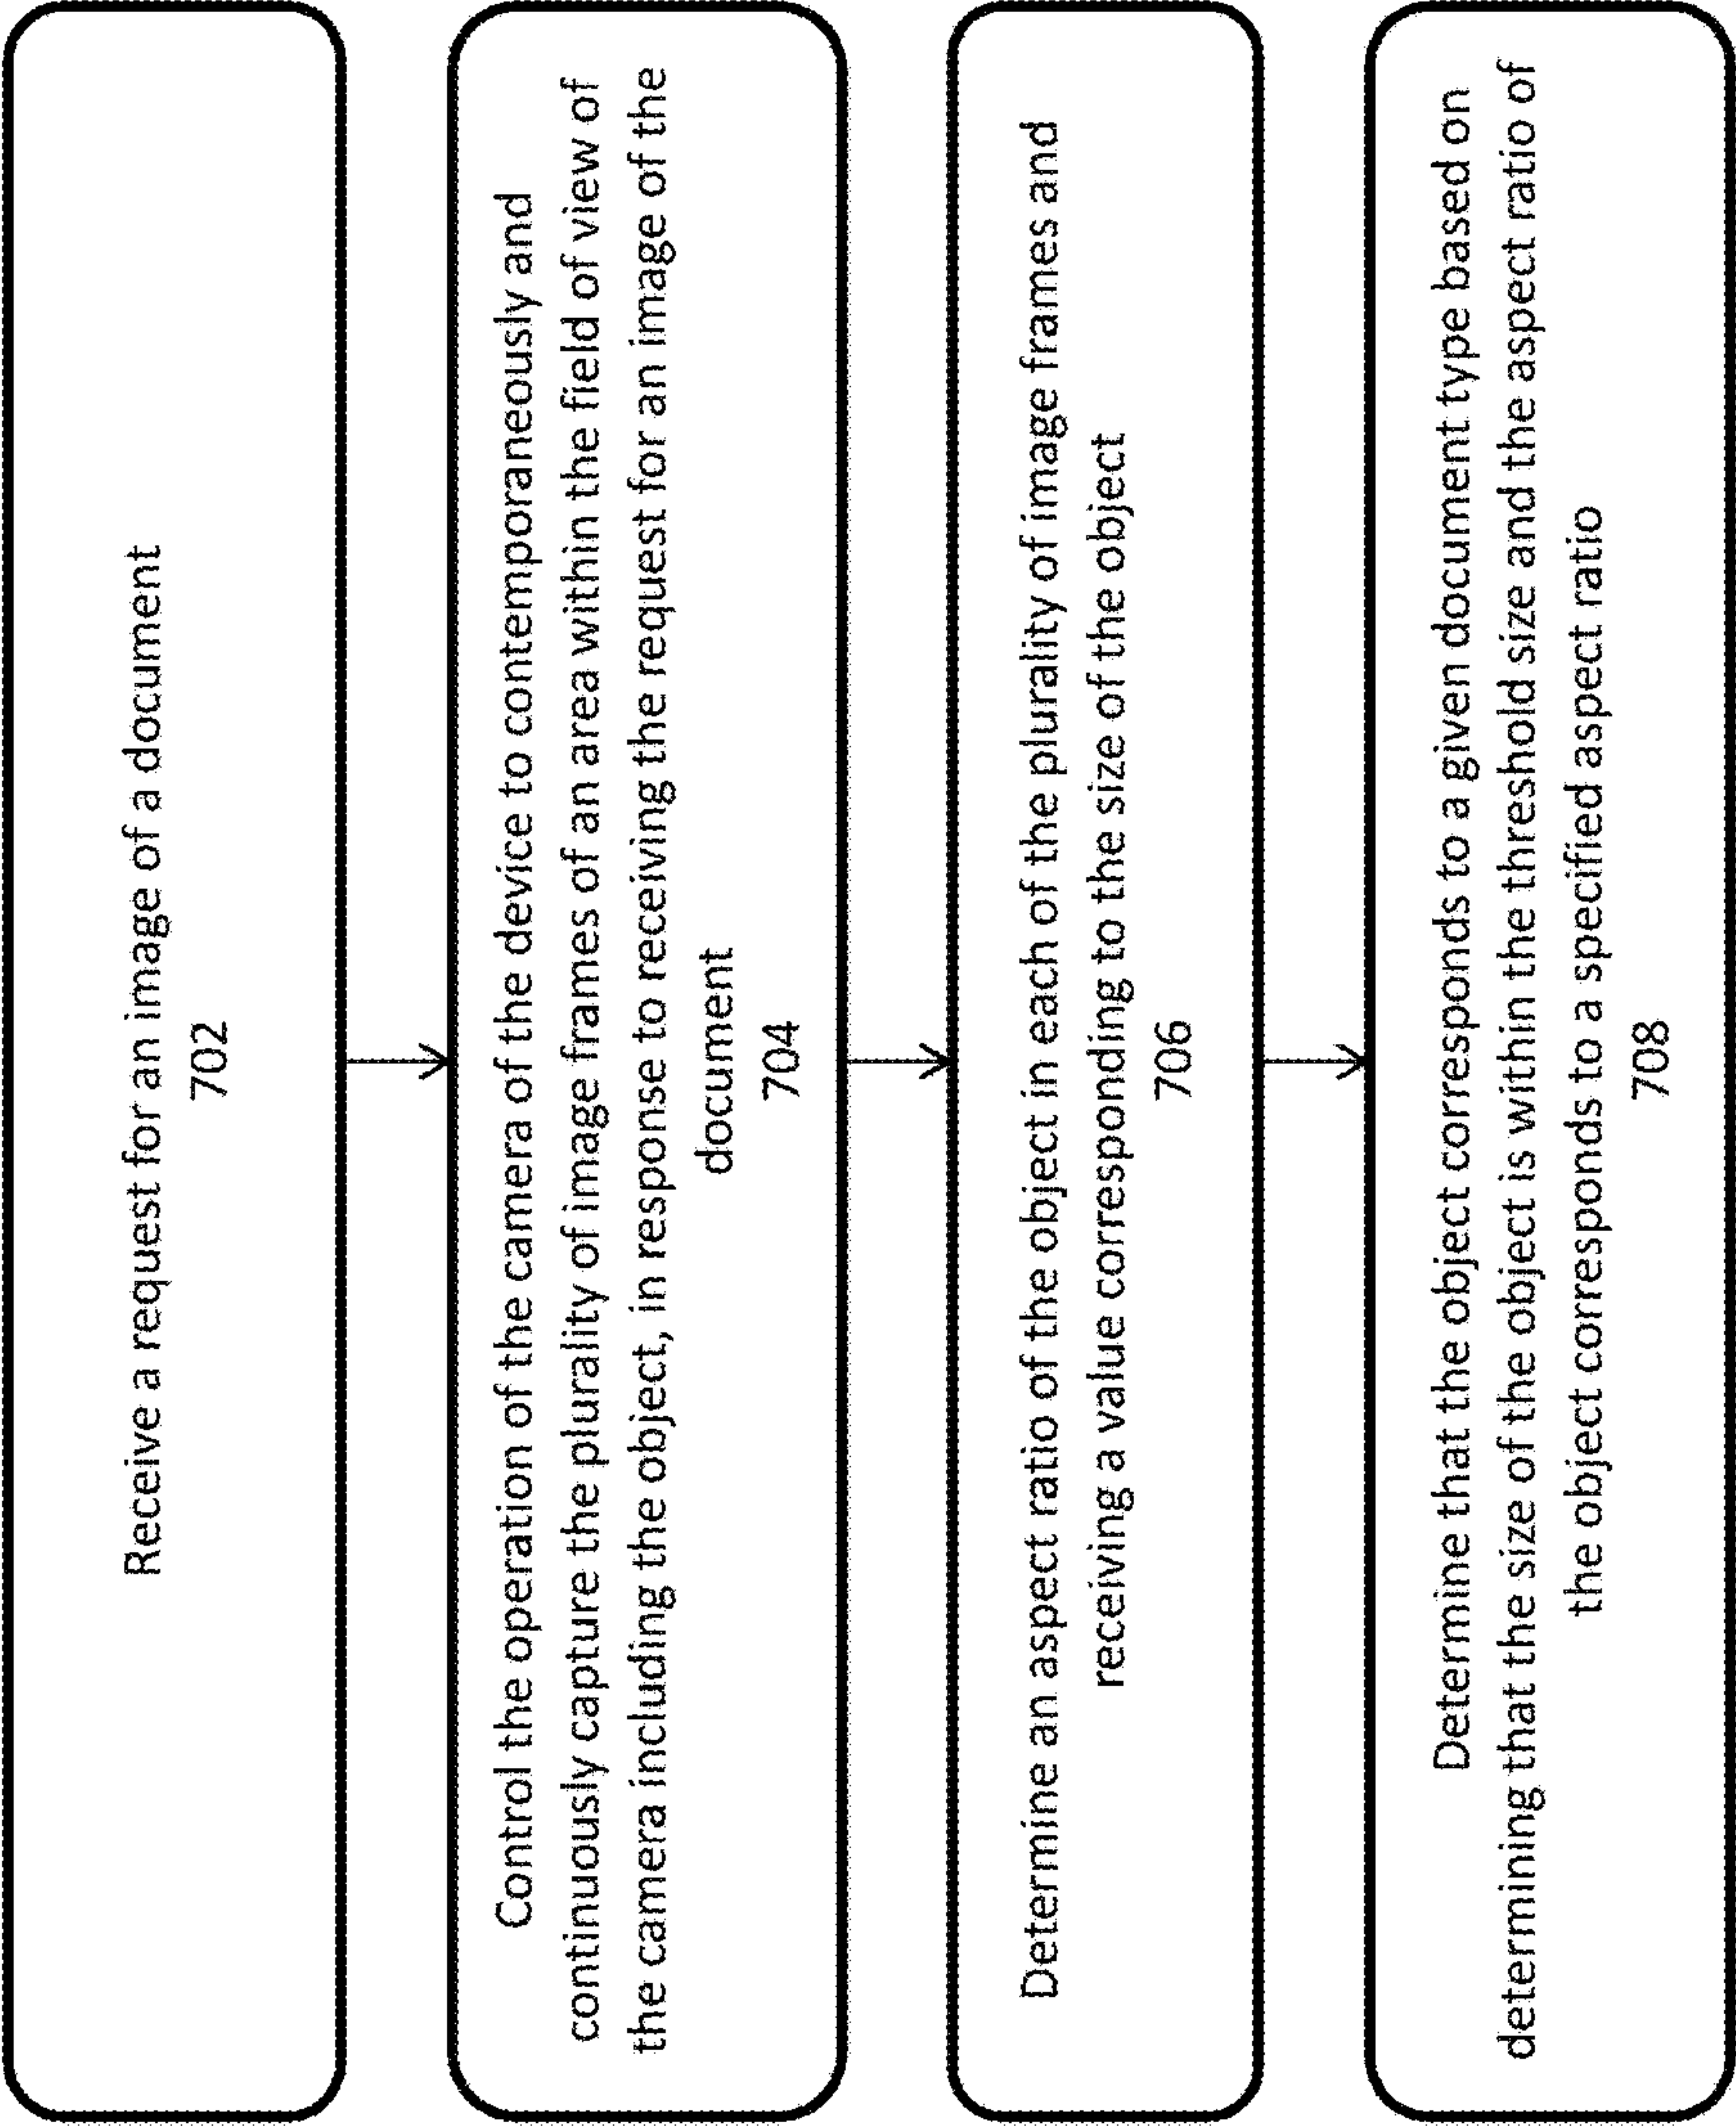 Receive a request for an image of a document
702
Control the operation of the camera of the device to contemporaneously and
continuously capture the plurality of image frames of an area within the field of view of
the camera including the object, in response to receiving the request for an image of the
document
704
Determine an aspect ratio of the object in each of the plurality of image frames and
receiving a value corresponding to the size of the object
706
Determine that the object corresponds to a given document type based on
determining that the size of the object is within the threshold size and the aspect ratio of
the object corresponds to a specified aspect ratio
708